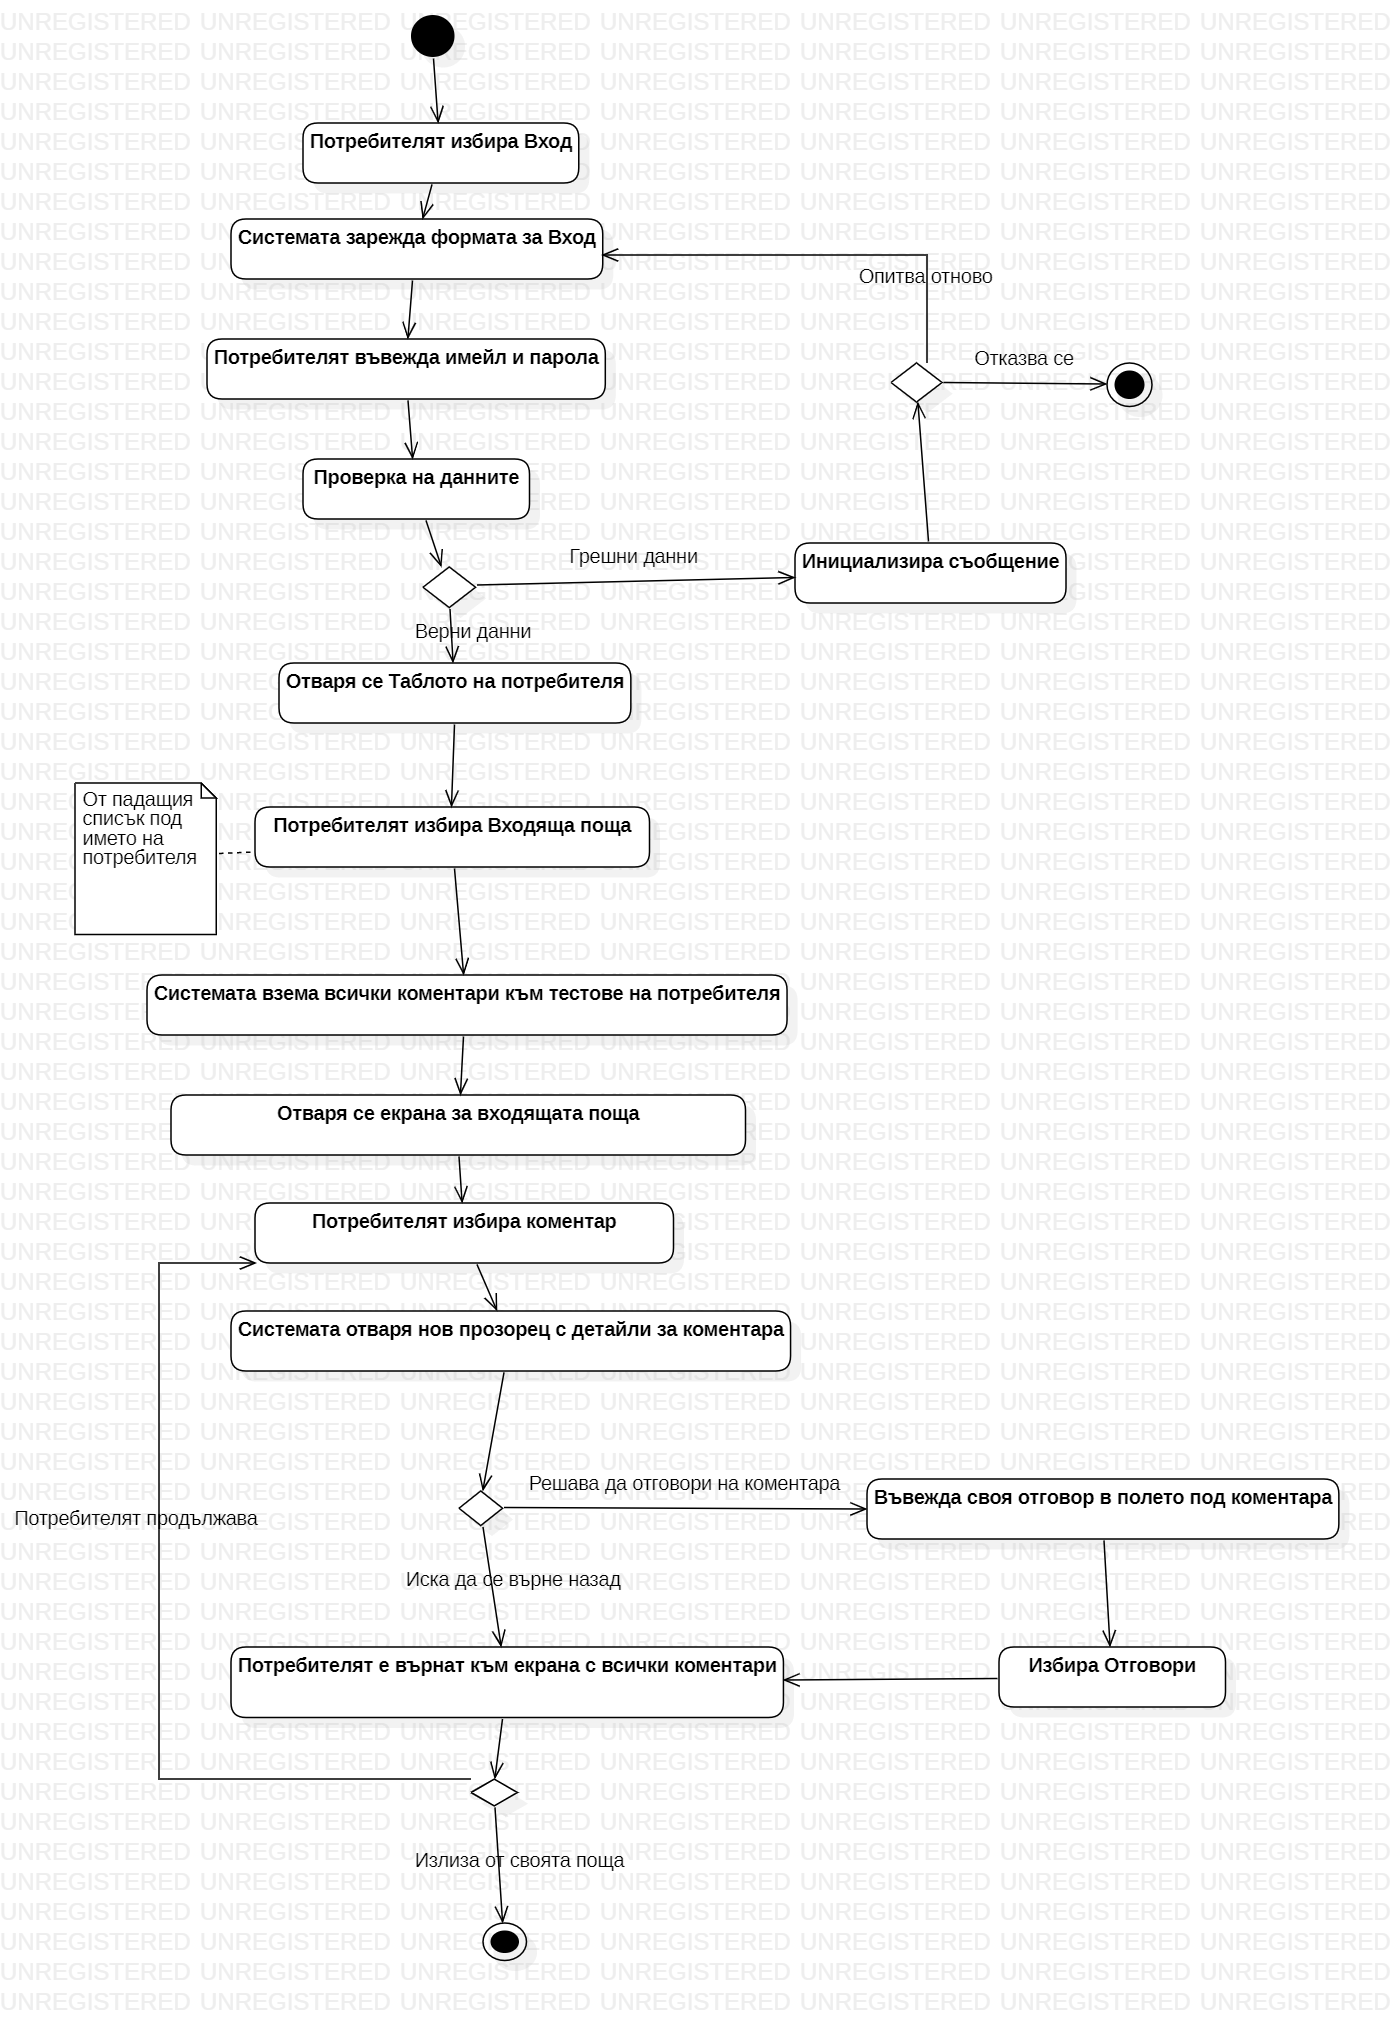 Потребителят избира Вход
Системата зарежда формата за Вход
Опитва отново
Потребителят въвежда имейл и парола
Отказва се
Проверка на данните
Грешни данни
Инициализира съобщение
Верни данни
Отваря се Таблото на потребителя
От падащия
списък под
името на
потребителя
Потребителят избира Входяща поща
Системата взема всички коментари към тестове на потребителя
Отваря се екрана за входящата поща
Потребителят избира коментар
Системата отваря нов прозорец с детайли за коментара
Решава да отговори на коментара
Въвежда своя отговор в полето под коментара
Потребителят продължава
Иска да се върне назад
Потребителят е върнат към екрана с всички коментари
Избира Отговори
Излиза от своята поща